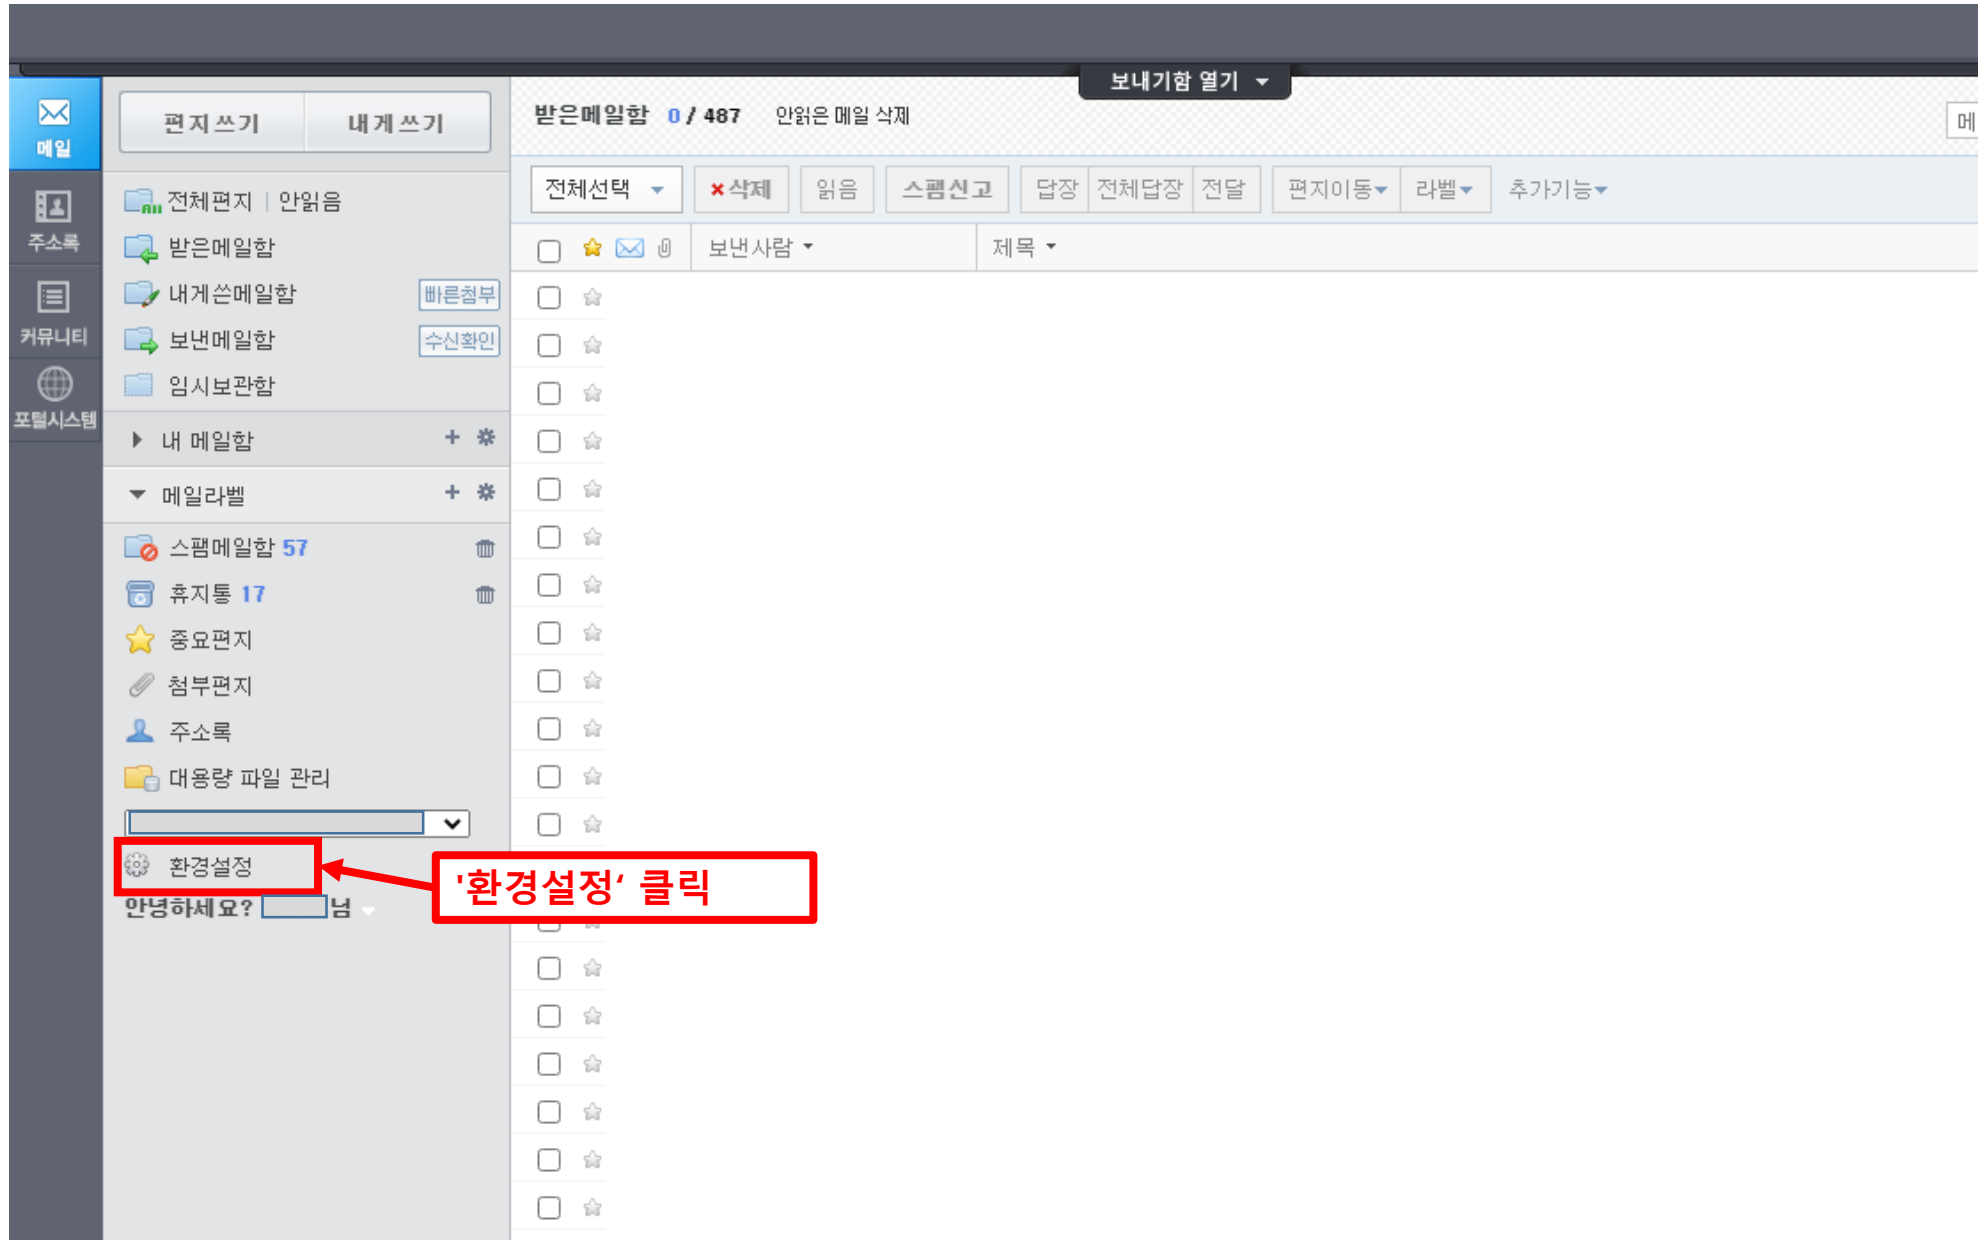 보내기함 열기
메일
주소록
커뮤니티
포털시스템
편지쓰기 내게쓰기
전체편지 | 안읽음
받은메일함
내게쓴메일함 빠른첨부
보낸메일함 수신확인
임시보관함
내 메일함
메일라벨
스팸메일함 57
휴지통 17
중요편지
첨부편지
주소록
대용량 파일 관리
환경설정
안녕하세요? 님
'환경설정‘ 클릭
받은메일함 0 / 487 안읽은 메일 삭제
메
전체선택 삭제 읽음 스팸신고 답장 전체답장 전달 편지이동 라벨 추가기능
보낸사람 제목